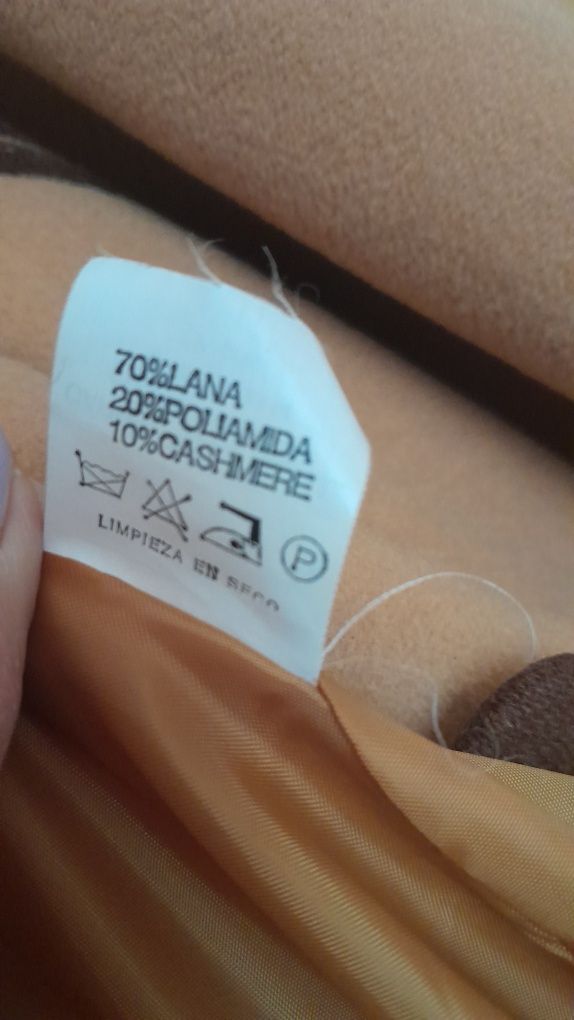 70%LANA
20%POLIAMIDA
10%CASHMERE
P
LIMPIEZA EN SECO